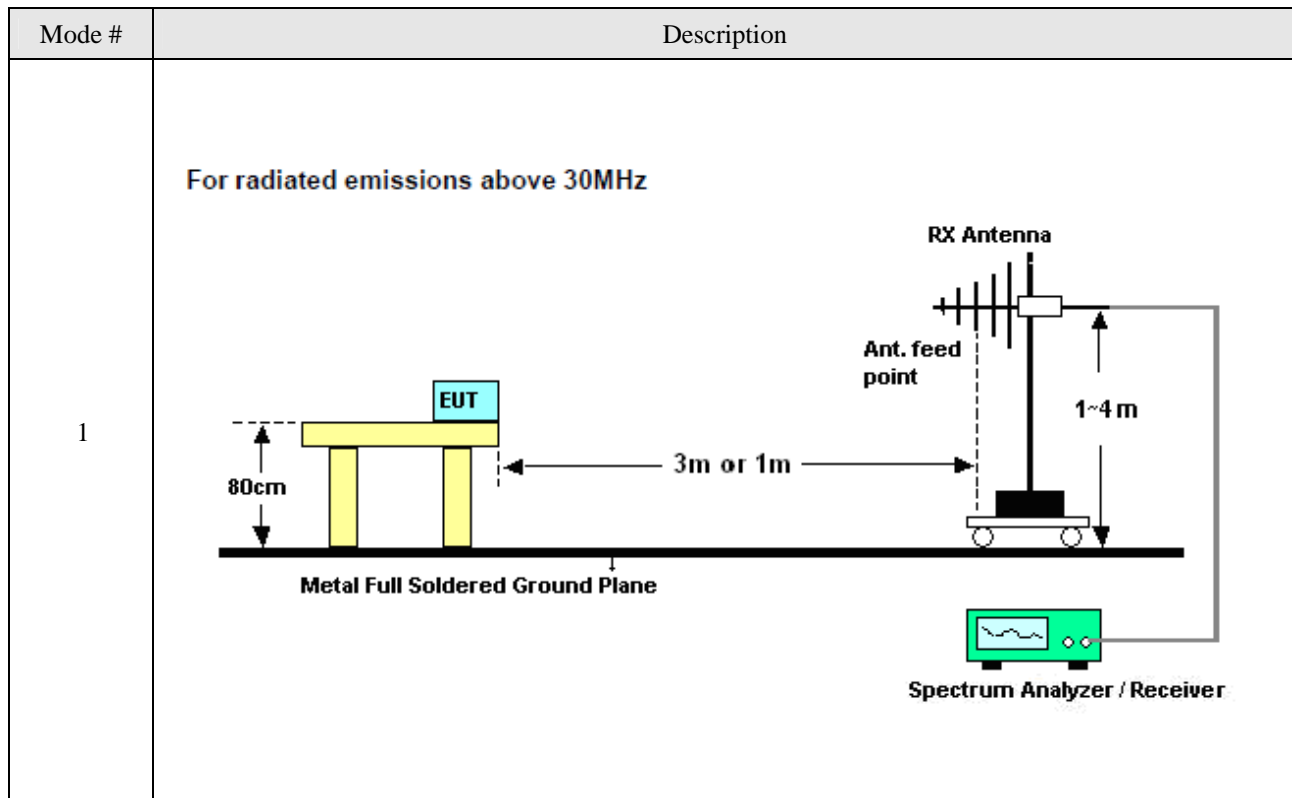 Mode #
Description
1
For radiated emissions above 30MHz
RX Antenna
Ant. feed
point
EUT
1~4 m
3m or 1m
80cm
Metal Full Soldered Ground Plane
Spectrum Analyzer / Receiver